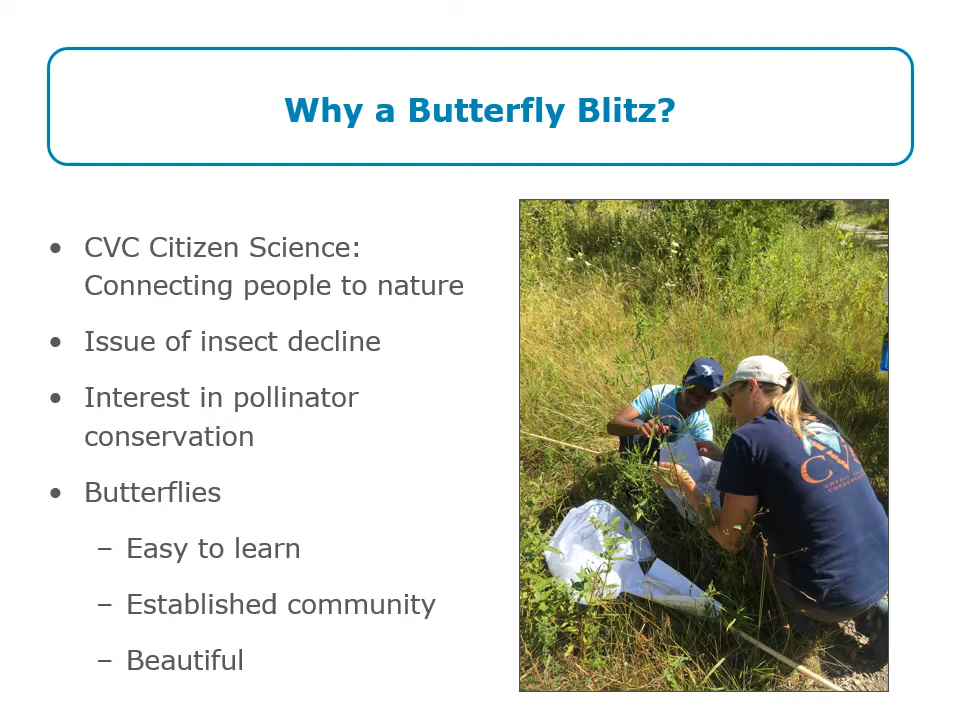 Why a Butterfly Blitz?
• CVC Citizen Science:
Connecting people to nature
• Issue of insect decline
• Interest in pollinator
conservation
• Butterflies
– Easy to learn
– Established community
– Beautiful
CVC